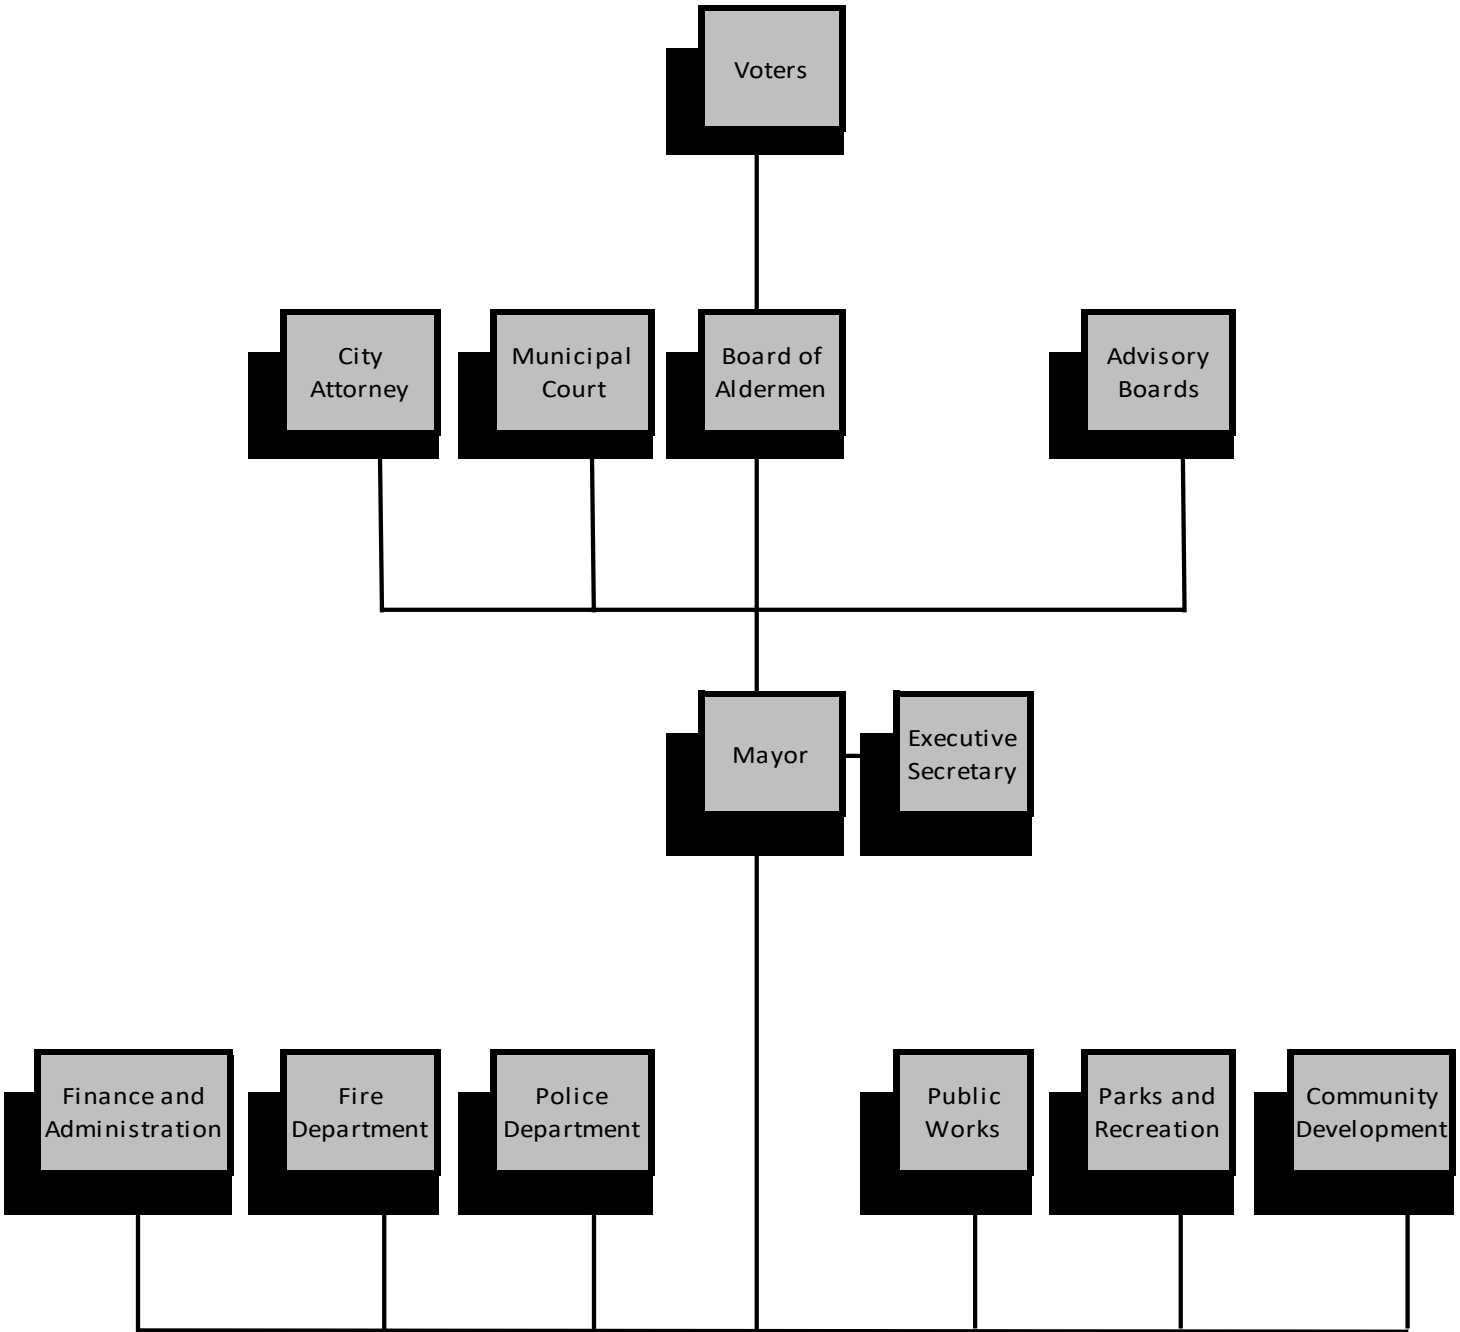 Voters
City
Attorney
Municipal
Court
Board of
Aldermen
Advisory
Boards
Mayor
Executive
Secretary
Finance and
Administration
Fire
Department
Police
Department
Public
Works
Parks and
Recreation
Community
Development